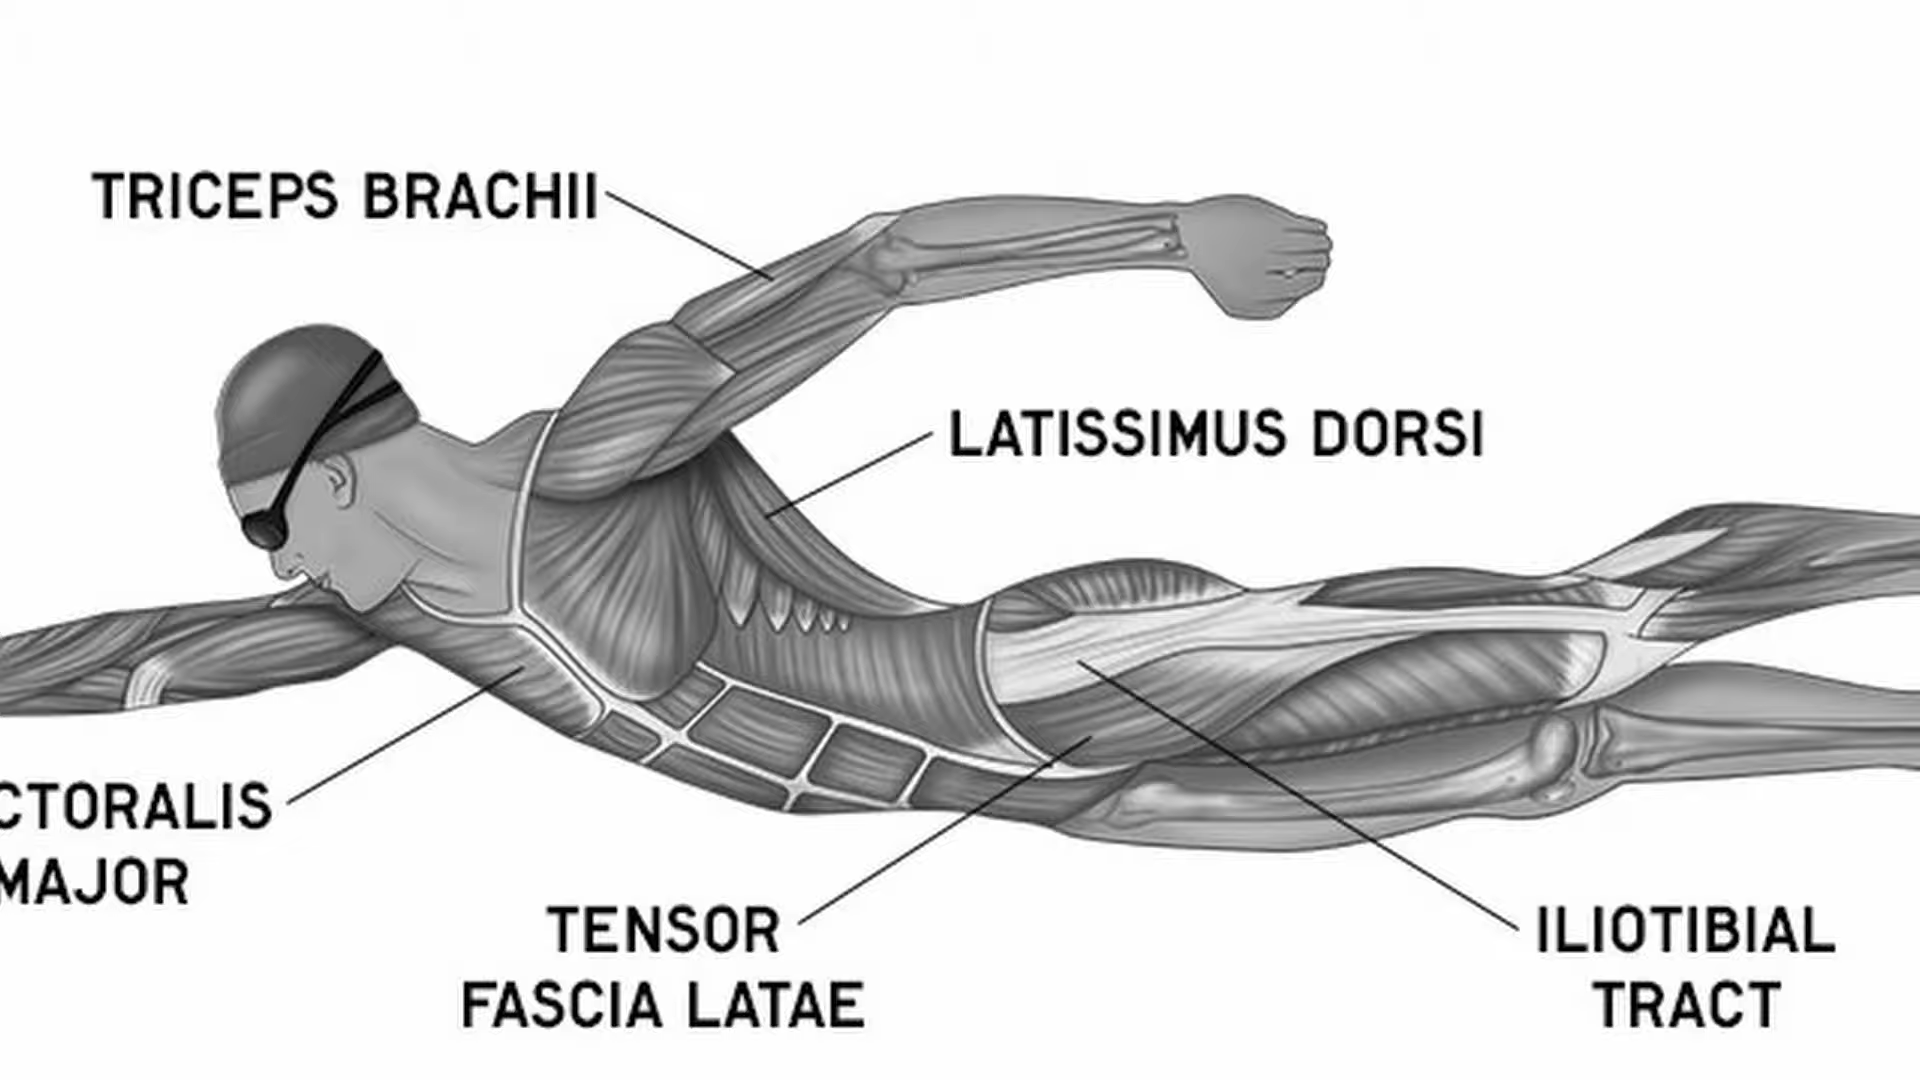 TRICEPS BRACHII
LATISSIMUS DORSI
CTORALIS
MAJOR
TENSOR
FASCIA LATAE
ILIOTIBIAL
TRACT